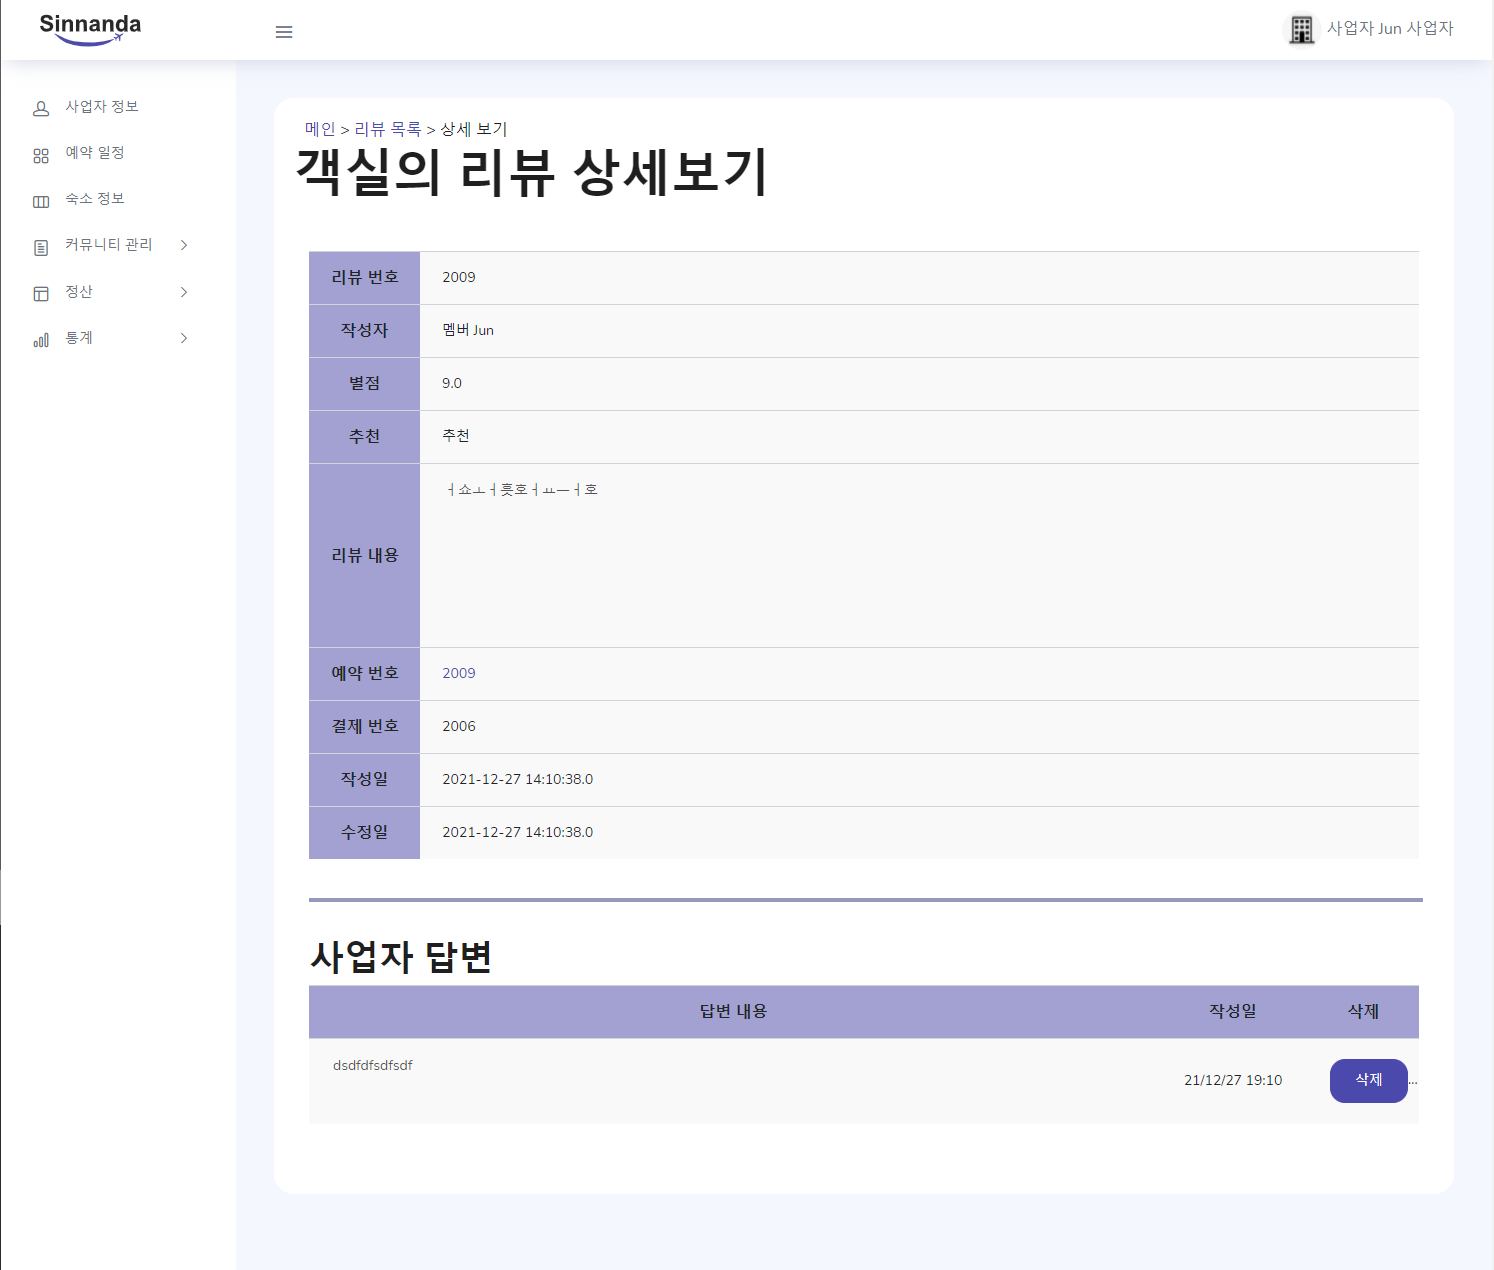 Sinnanda
사업자 Jun 사업자
사업자 정보
예약 일정
숙소 정보
커뮤니티 관리
정산
통계
메인 > 리뷰 목록 > 상세 보기
객실의 리뷰 상세보기
리뷰 번호 2009
작성자 멤버 Jun
별점 9.0
추천 추천
리뷰 내용 ㅓ쇼ㅗㅓ흇호ㅓㅛㅡㅓ호
예약 번호 2009
결제 번호 2006
작성일 2021-12-27 14:10:38.0
수정일 2021-12-27 14:10:38.0
사업자 답변
답변 내용 작성일 삭제
dsdfdfsdfsdf 21/12/27 19:10 삭제...